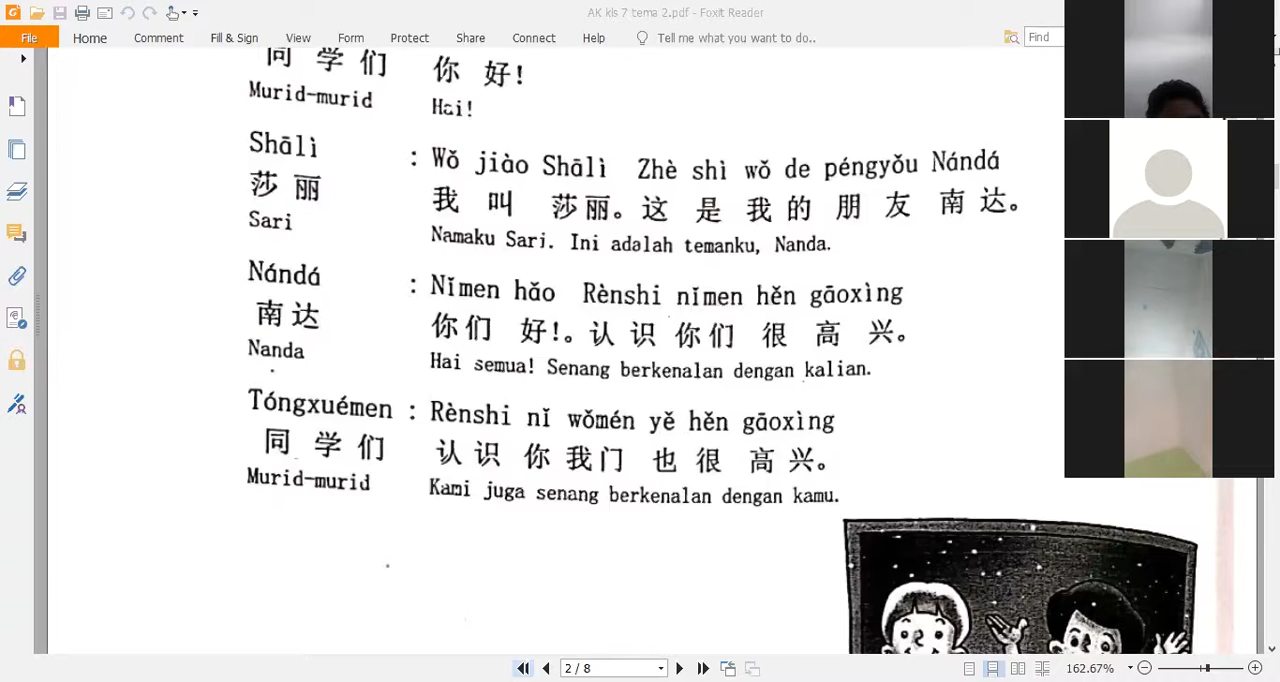 AK kls 7 tema 2.pdf - Foxit Reader
File Home Comment Fill & Sign View Form Protect Share Connect Help Tell me what you want to do.. Find
同 学 们 你 好!
Murid-murid Hai!
Shālì : Wǒ jiào Shālì Zhè shì wǒ de péngyǒu Nándá
莎 丽 我 叫 莎 丽。这 是 我 的 朋 友 南 达。
Sari Namaku Sari. Ini adalah temanku, Nanda.
Nándá : Nǐmen hǎo Rènshi nǐmen hěn gāoxìng
南 达 你 们 好!。认 识 你 们 很 高 兴。
Nanda Hai semua! Senang berkenalan dengan kalian.
Tóngxuémen : Rènshi nǐ wǒmén yě hěn gāoxìng
同 学 们 认 识 你 我 门 也 很 高 兴。
Murid-murid Kami juga senang berkenalan dengan kamu.
2 / 8 162.67%